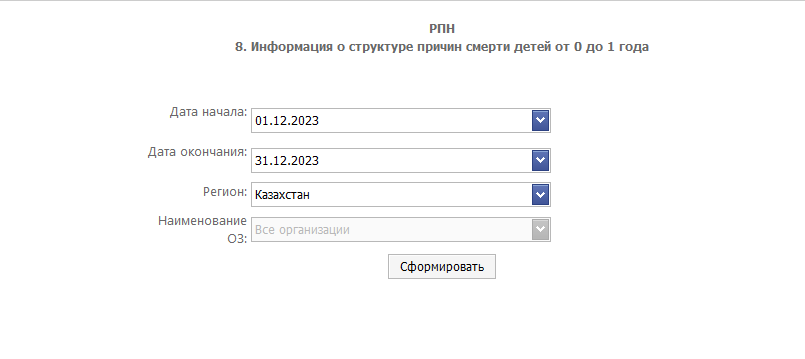 РПН
8. Информация о структуре причин смерти детей от 0 до 1 года
Дата начала: 01.12.2023
Дата окончания: 31.12.2023
Регион: Казахстан
Наименование ОЗ: Все организации
Сформировать